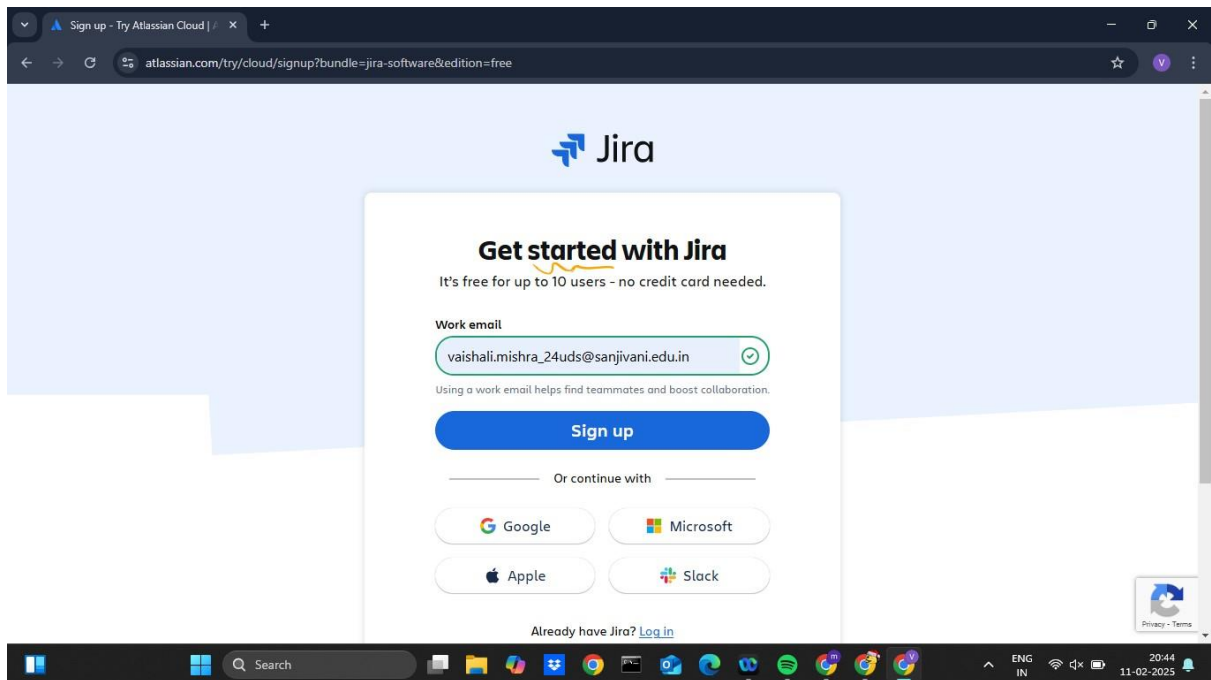 Sign up - Try Atlassian Cloud | A
atlassian.com/try/cloud/signup?bundle=jira-software&edition=free
V
Jira
Get started with Jira
It's free for up to 10 users - no credit card needed.
Work email
vaishali.mishra_24uds@sanjivani.edu.in
Using a work email helps find teammates and boost collaboration.
Sign up
Or continue with
Google
Microsoft
Apple
Slack
Already have Jira? Log in
Privacy - Terms
Search
ENG
IN
20:44
11-02-2025